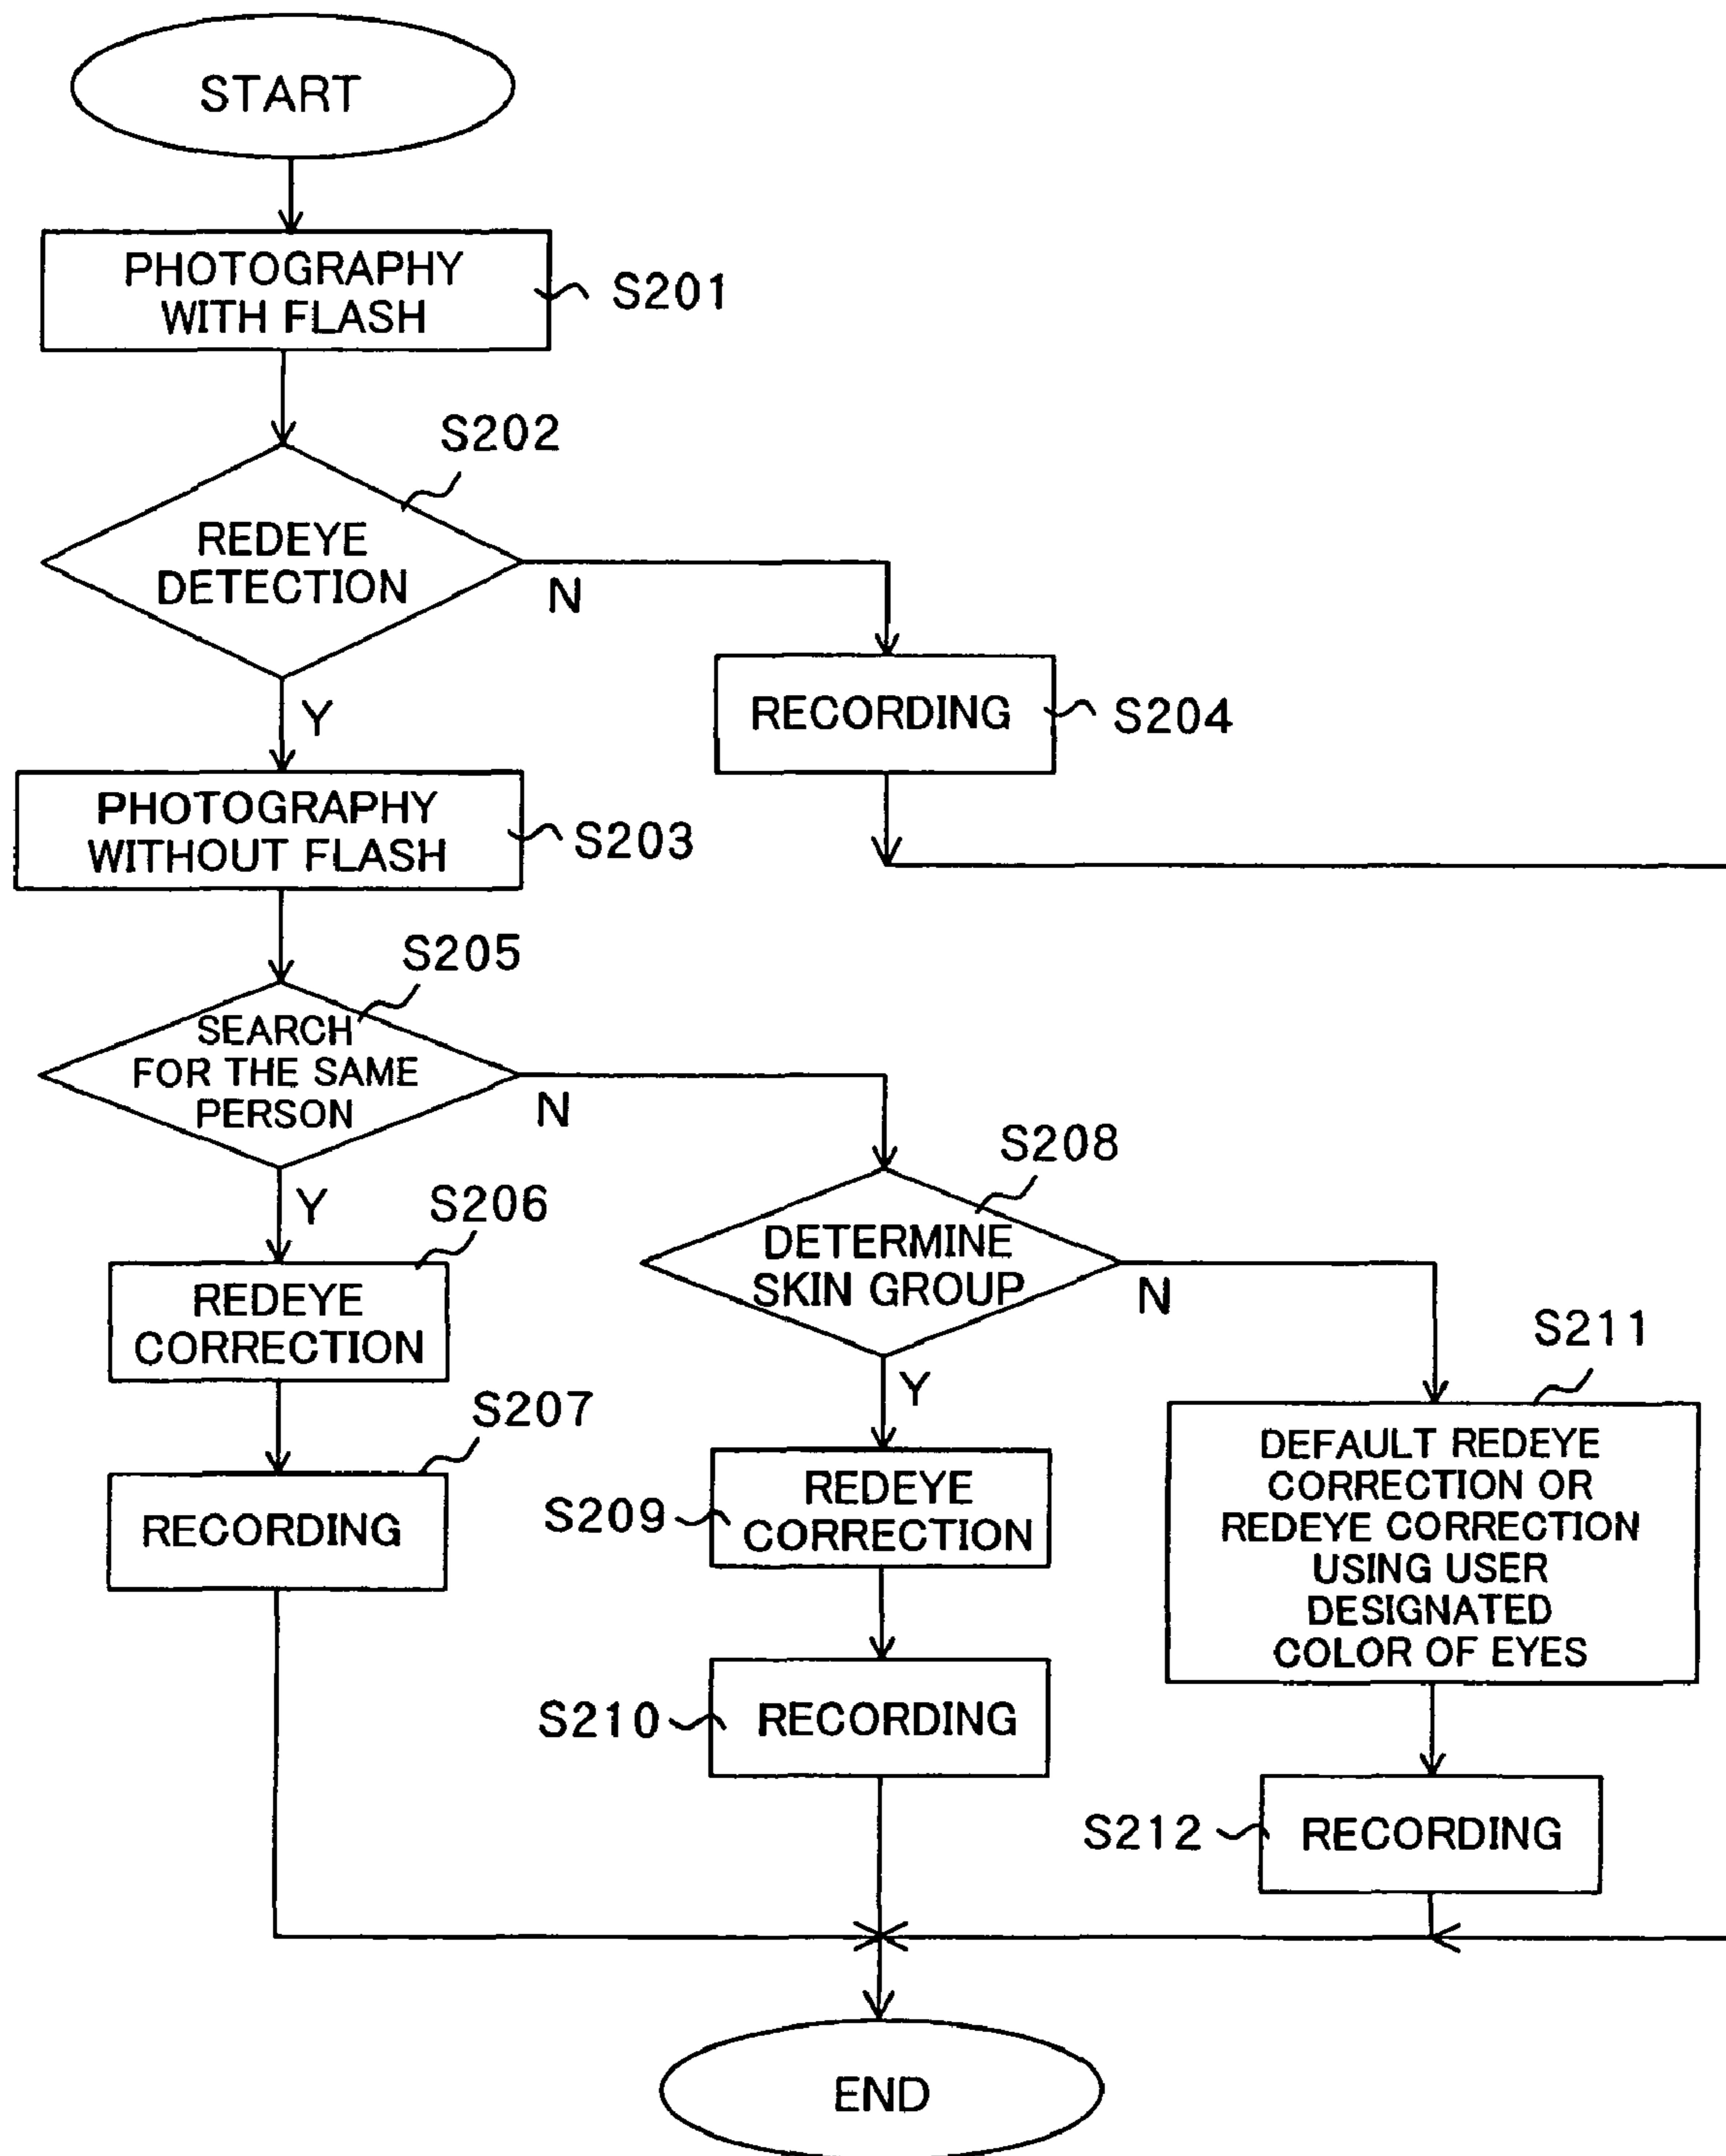 START
PHOTOGRAPHY
WITH FLASH
S201
S202
REDEYE
DETECTION
N
Y
RECORDING
S204
PHOTOGRAPHY
WITHOUT FLASH
S203
S205
SEARCH
FOR THE SAME
PERSON
N
Y
S206
REDEYE
CORRECTION
S207
RECORDING
S208
DETERMINE
SKIN GROUP
N
Y
S209
REDEYE
CORRECTION
S210
RECORDING
S211
DEFAULT REDEYE
CORRECTION OR
REDEYE CORRECTION
USING USER
DESIGNATED
COLOR OF EYES
S212
RECORDING
END